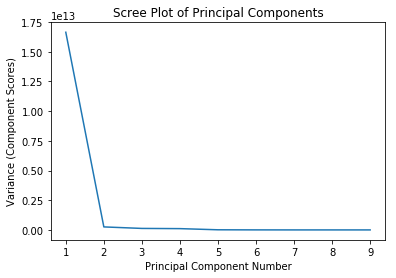 Scree Plot of Principal Components
1e13
1.75
1.50
1.25
1.00
0.75
0.50
0.25
0.00
Variance (Component Scores)
1 2 3 4 5 6 7 8 9
Principal Component Number